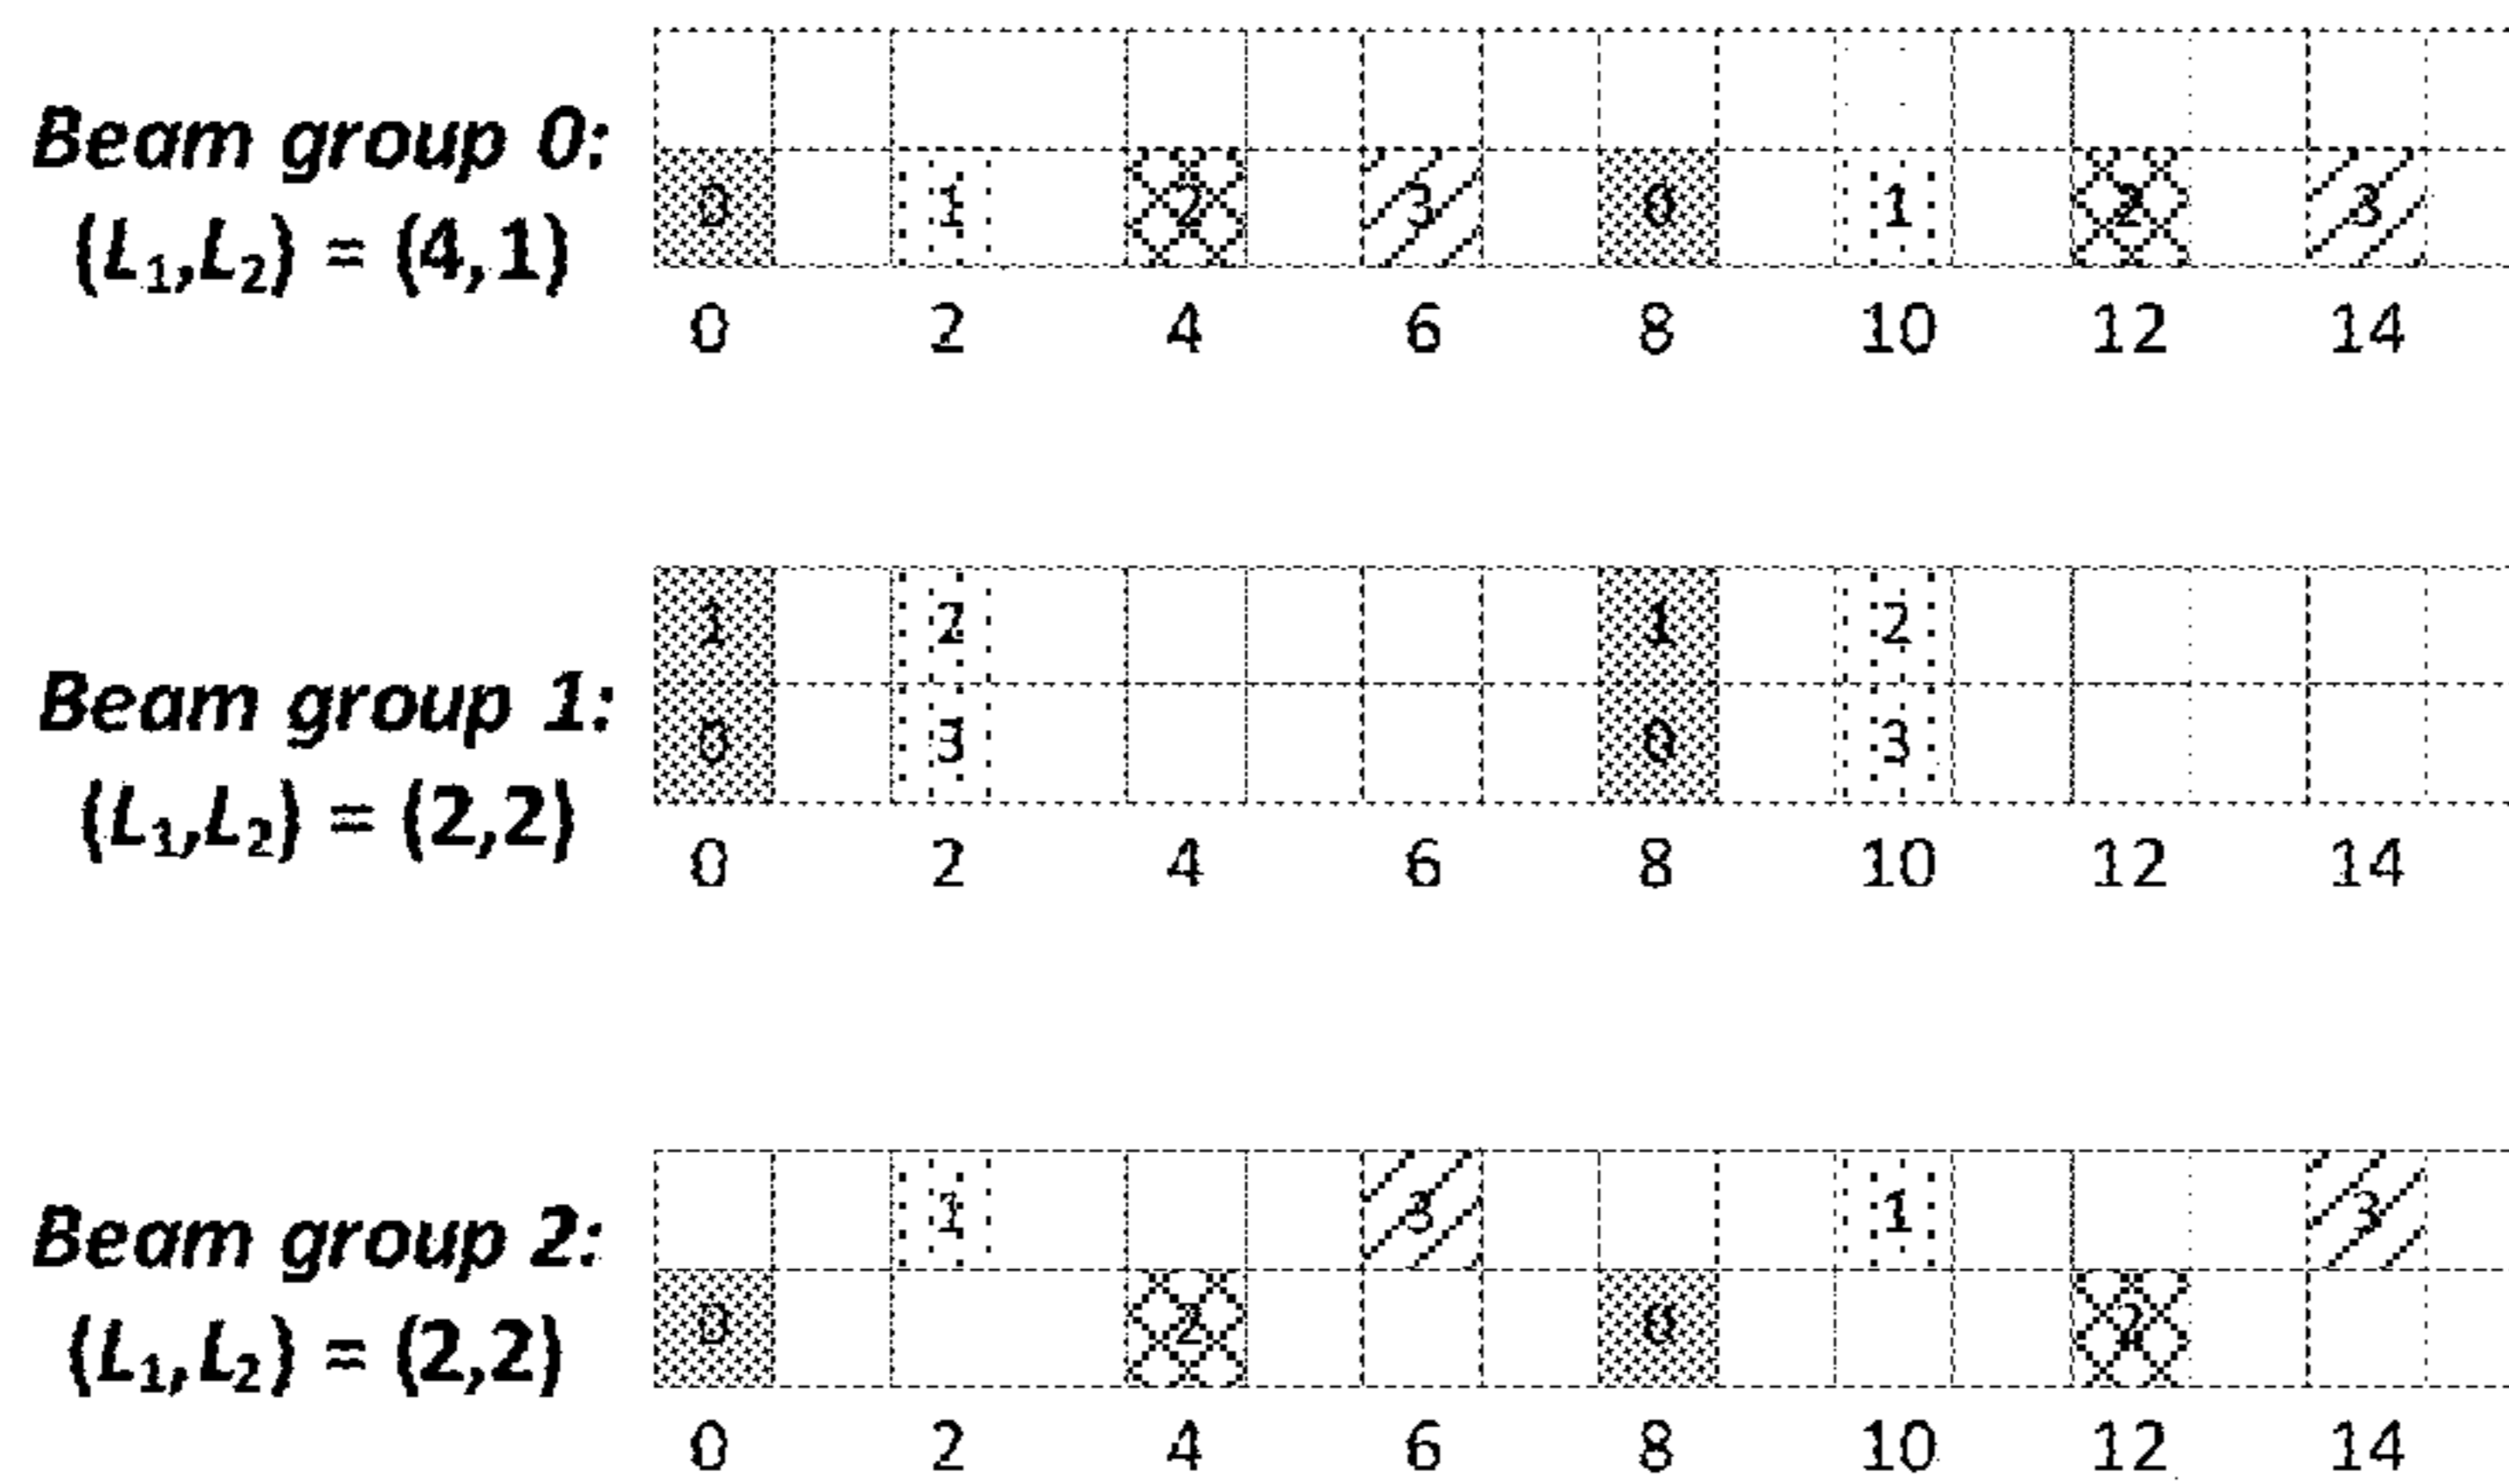 Beam group 0:
(L₁,L₂) = (4,1)
0 1 2 3 0 1 2 3
0 2 4 6 8 10 12 14
1 2 1 2
Beam group 1:
0 3 0 3
(L₁,L₂) = (2,2)
0 2 4 6 8 10 12 14
1 3 1 3
Beam group 2:
0 2 0 2
(L₁,L₂) = (2,2)
0 2 4 6 8 10 12 14